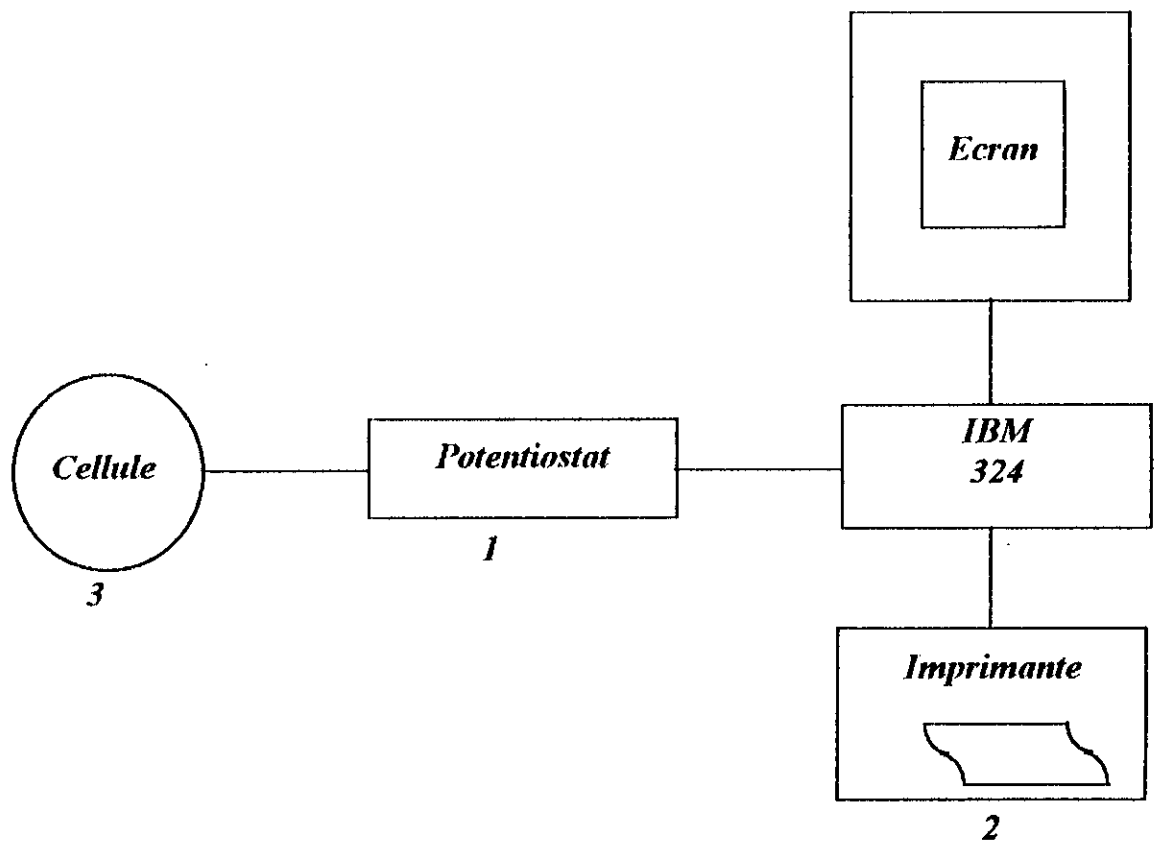 Ecran
Cellule
3
Potentiostat
1
IBM
324
Imprimante
2